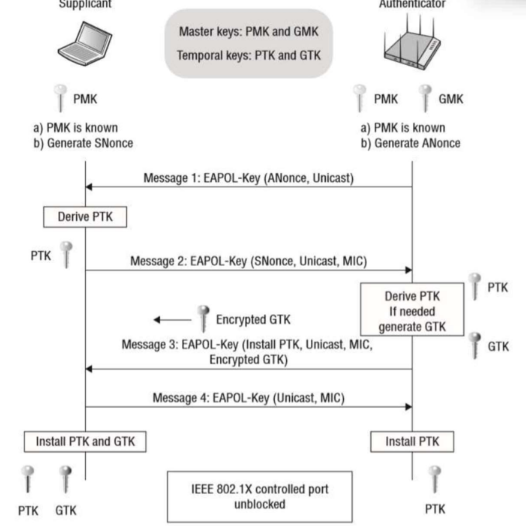 Supplicant
Authenticator
Master keys: PMK and GMK
Temporal keys: PTK and GTK
PMK
PMK
GMK
a) PMK is known
b) Generate SNonce
a) PMK is known
b) Generate ANonce
Message 1: EAPOL-Key (ANonce, Unicast)
Derive PTK
PTK
Message 2: EAPOL-Key (SNonce, Unicast, MIC)
PTK
Derive PTK
If needed
generate GTK
Encrypted GTK
GTK
Message 3: EAPOL-Key (Install PTK, Unicast, MIC,
Encrypted GTK)
Message 4: EAPOL-Key (Unicast, MIC)
Install PTK and GTK
Install PTK
IEEE 802.1X controlled port
unblocked
PTK
GTK
PTK